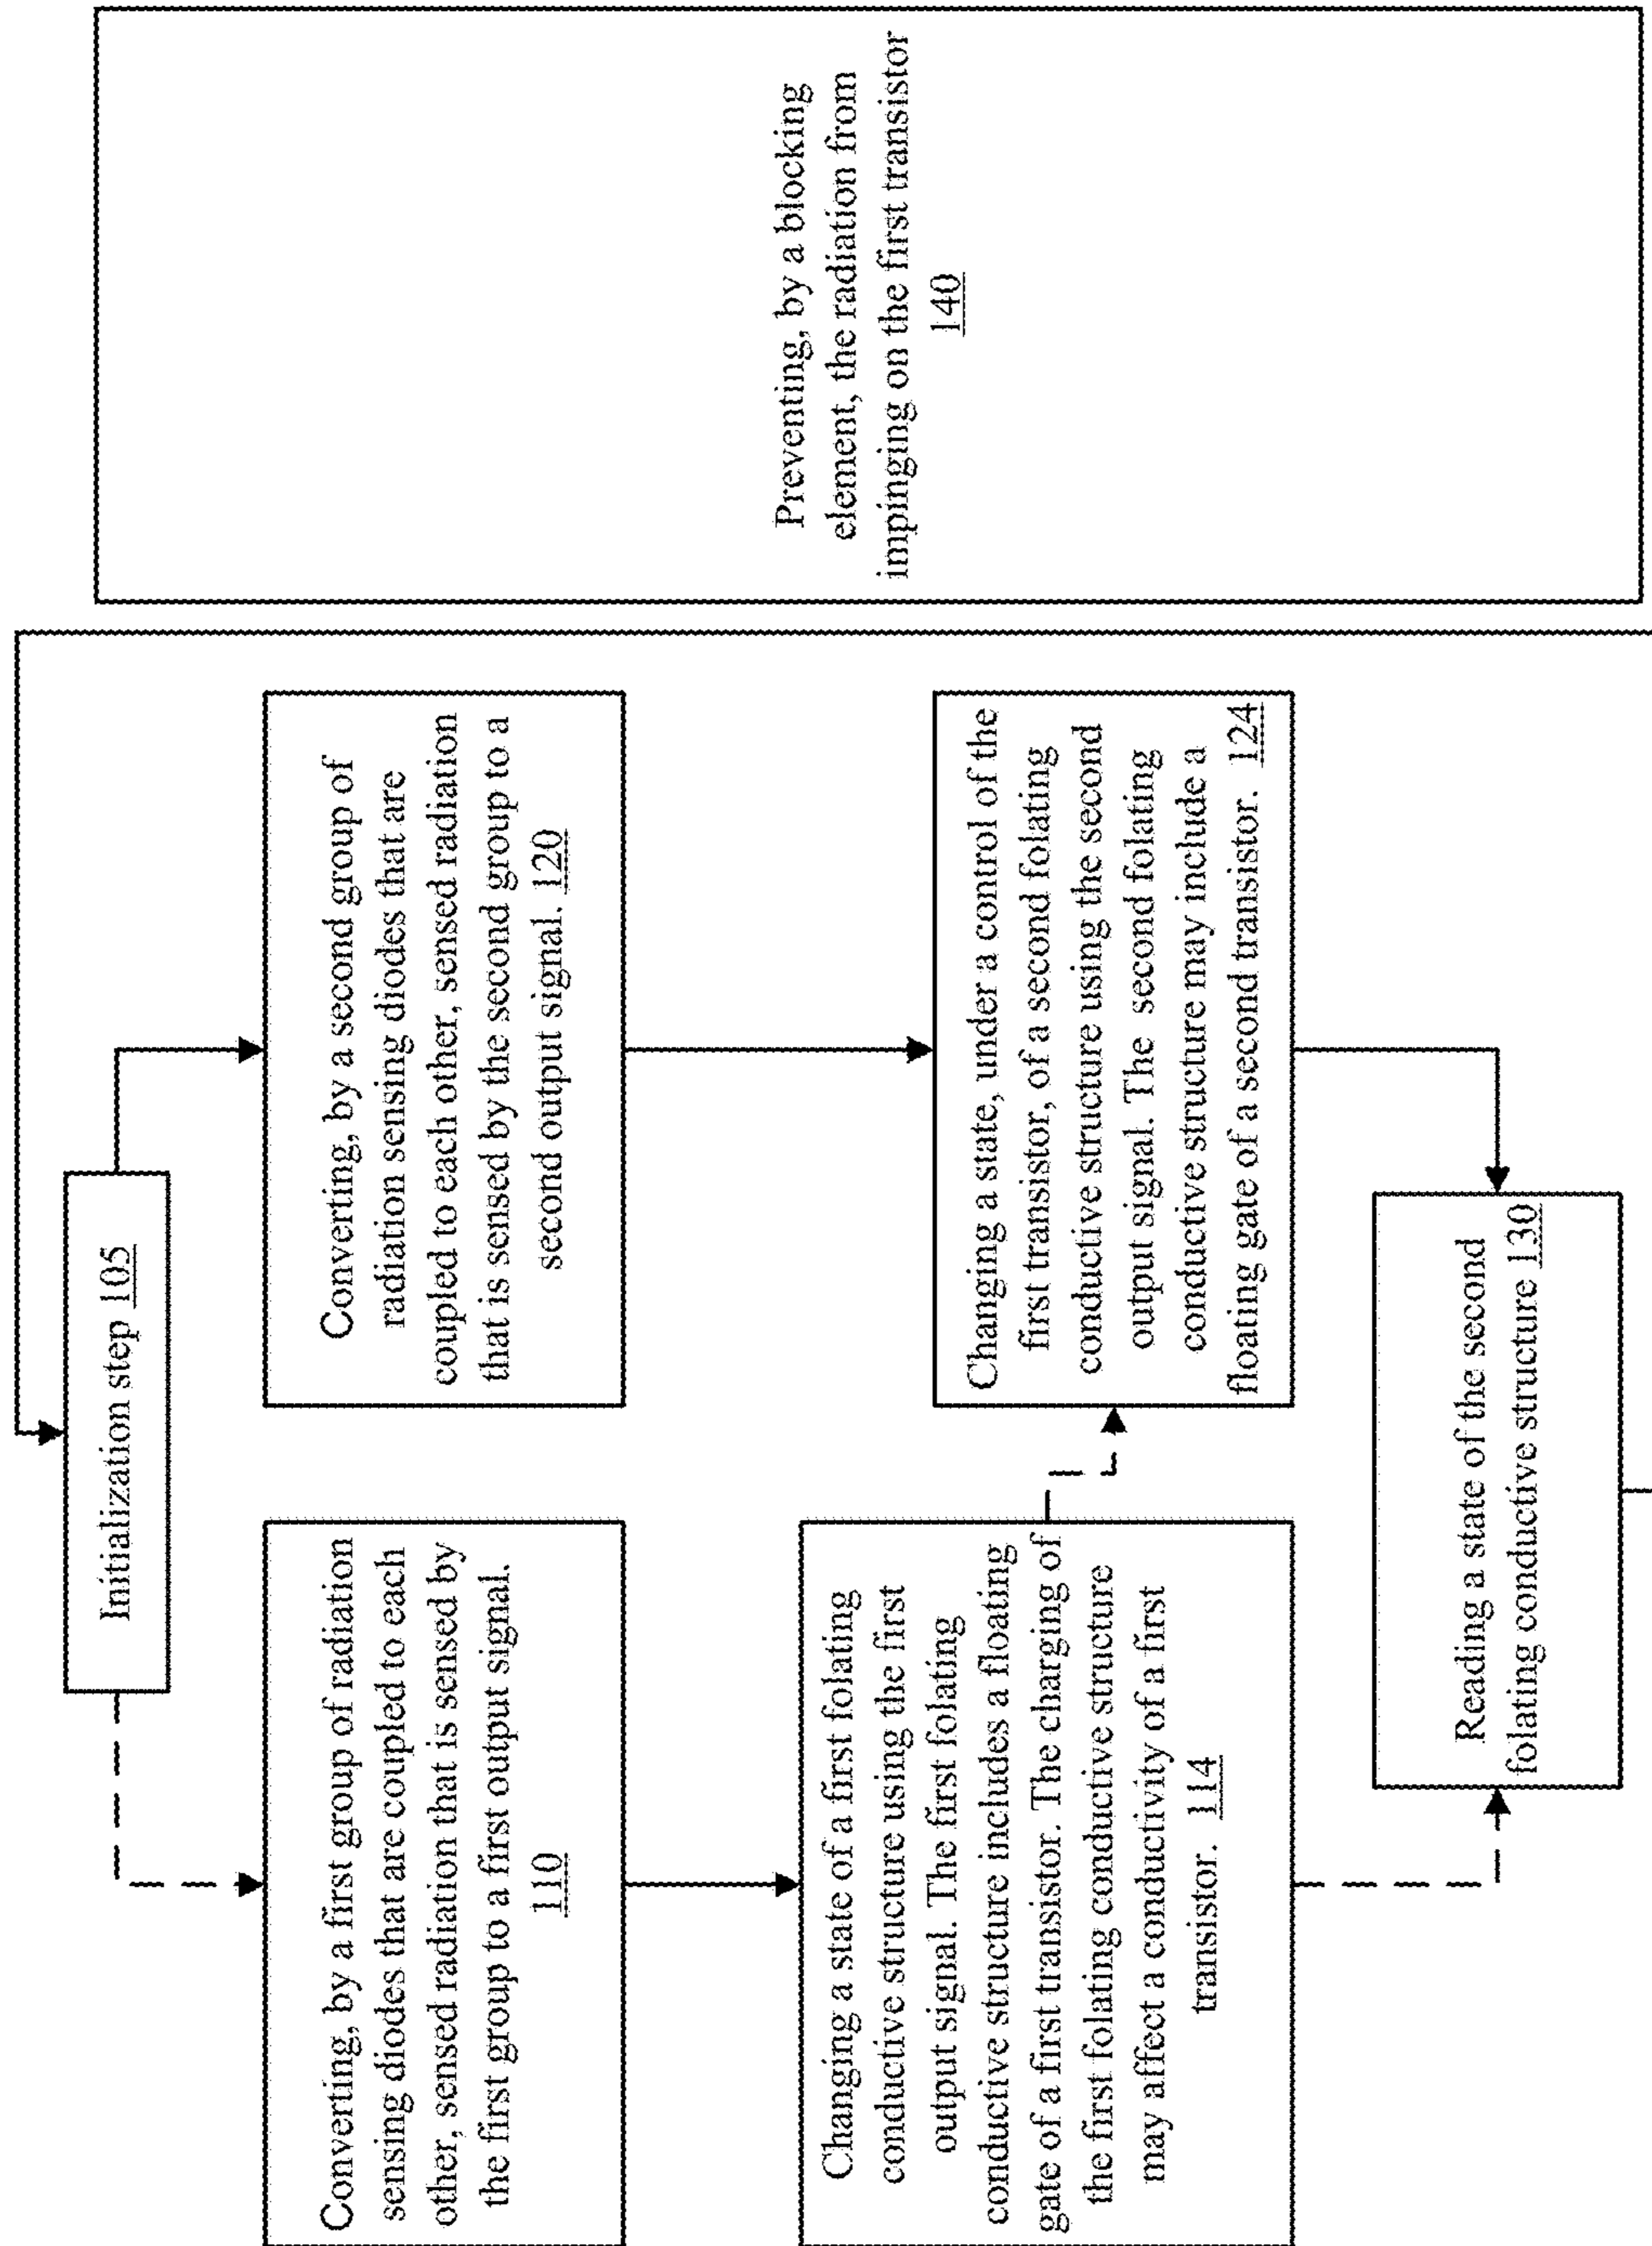 Initialization step 105
Converting, by a first group of radiation
sensing diodes that are coupled to each
other, sensed radiation that is sensed by
the first group to a first output signal.
110
Converting, by a second group of
radiation sensing diodes that are
coupled to each other, sensed radiation
that is sensed by the second group to a
second output signal. 120
Changing a state of a first folating
conductive structure using the first
output signal. The first folating
conductive structure includes a floating
gate of a first transistor. The charging of
the first folating conductive structure
may affect a conductivity of a first
transistor. 114
Changing a state, under a control of the
first transistor, of a second folating
conductive structure using the second
output signal. The second folating
conductive structure may include a
floating gate of a second transistor. 124
Reading a state of the second
folating conductive structure 130
Preventing, by a blocking
element, the radiation from
impinging on the first transistor
140